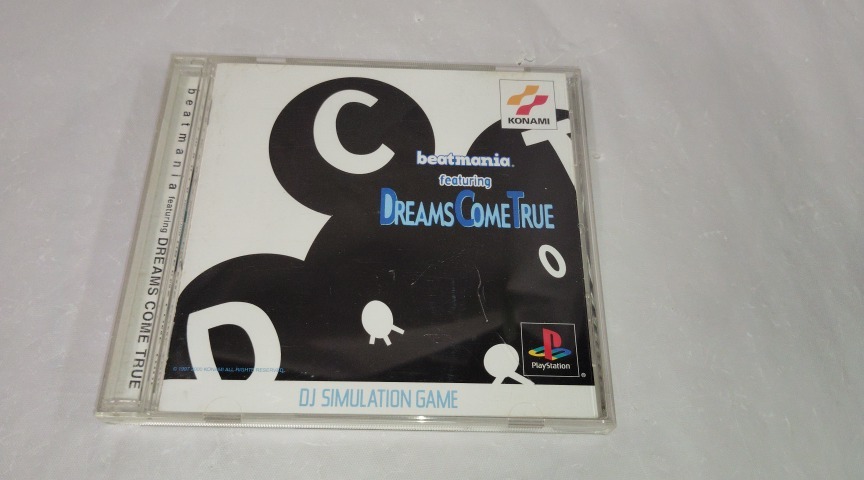 beatmania featuring DREAMS COME TRUE
C
KONAMI
beatmania
featuring
DREAMS COME TRUE
D
PlayStation
®
DJ SIMULATION GAME